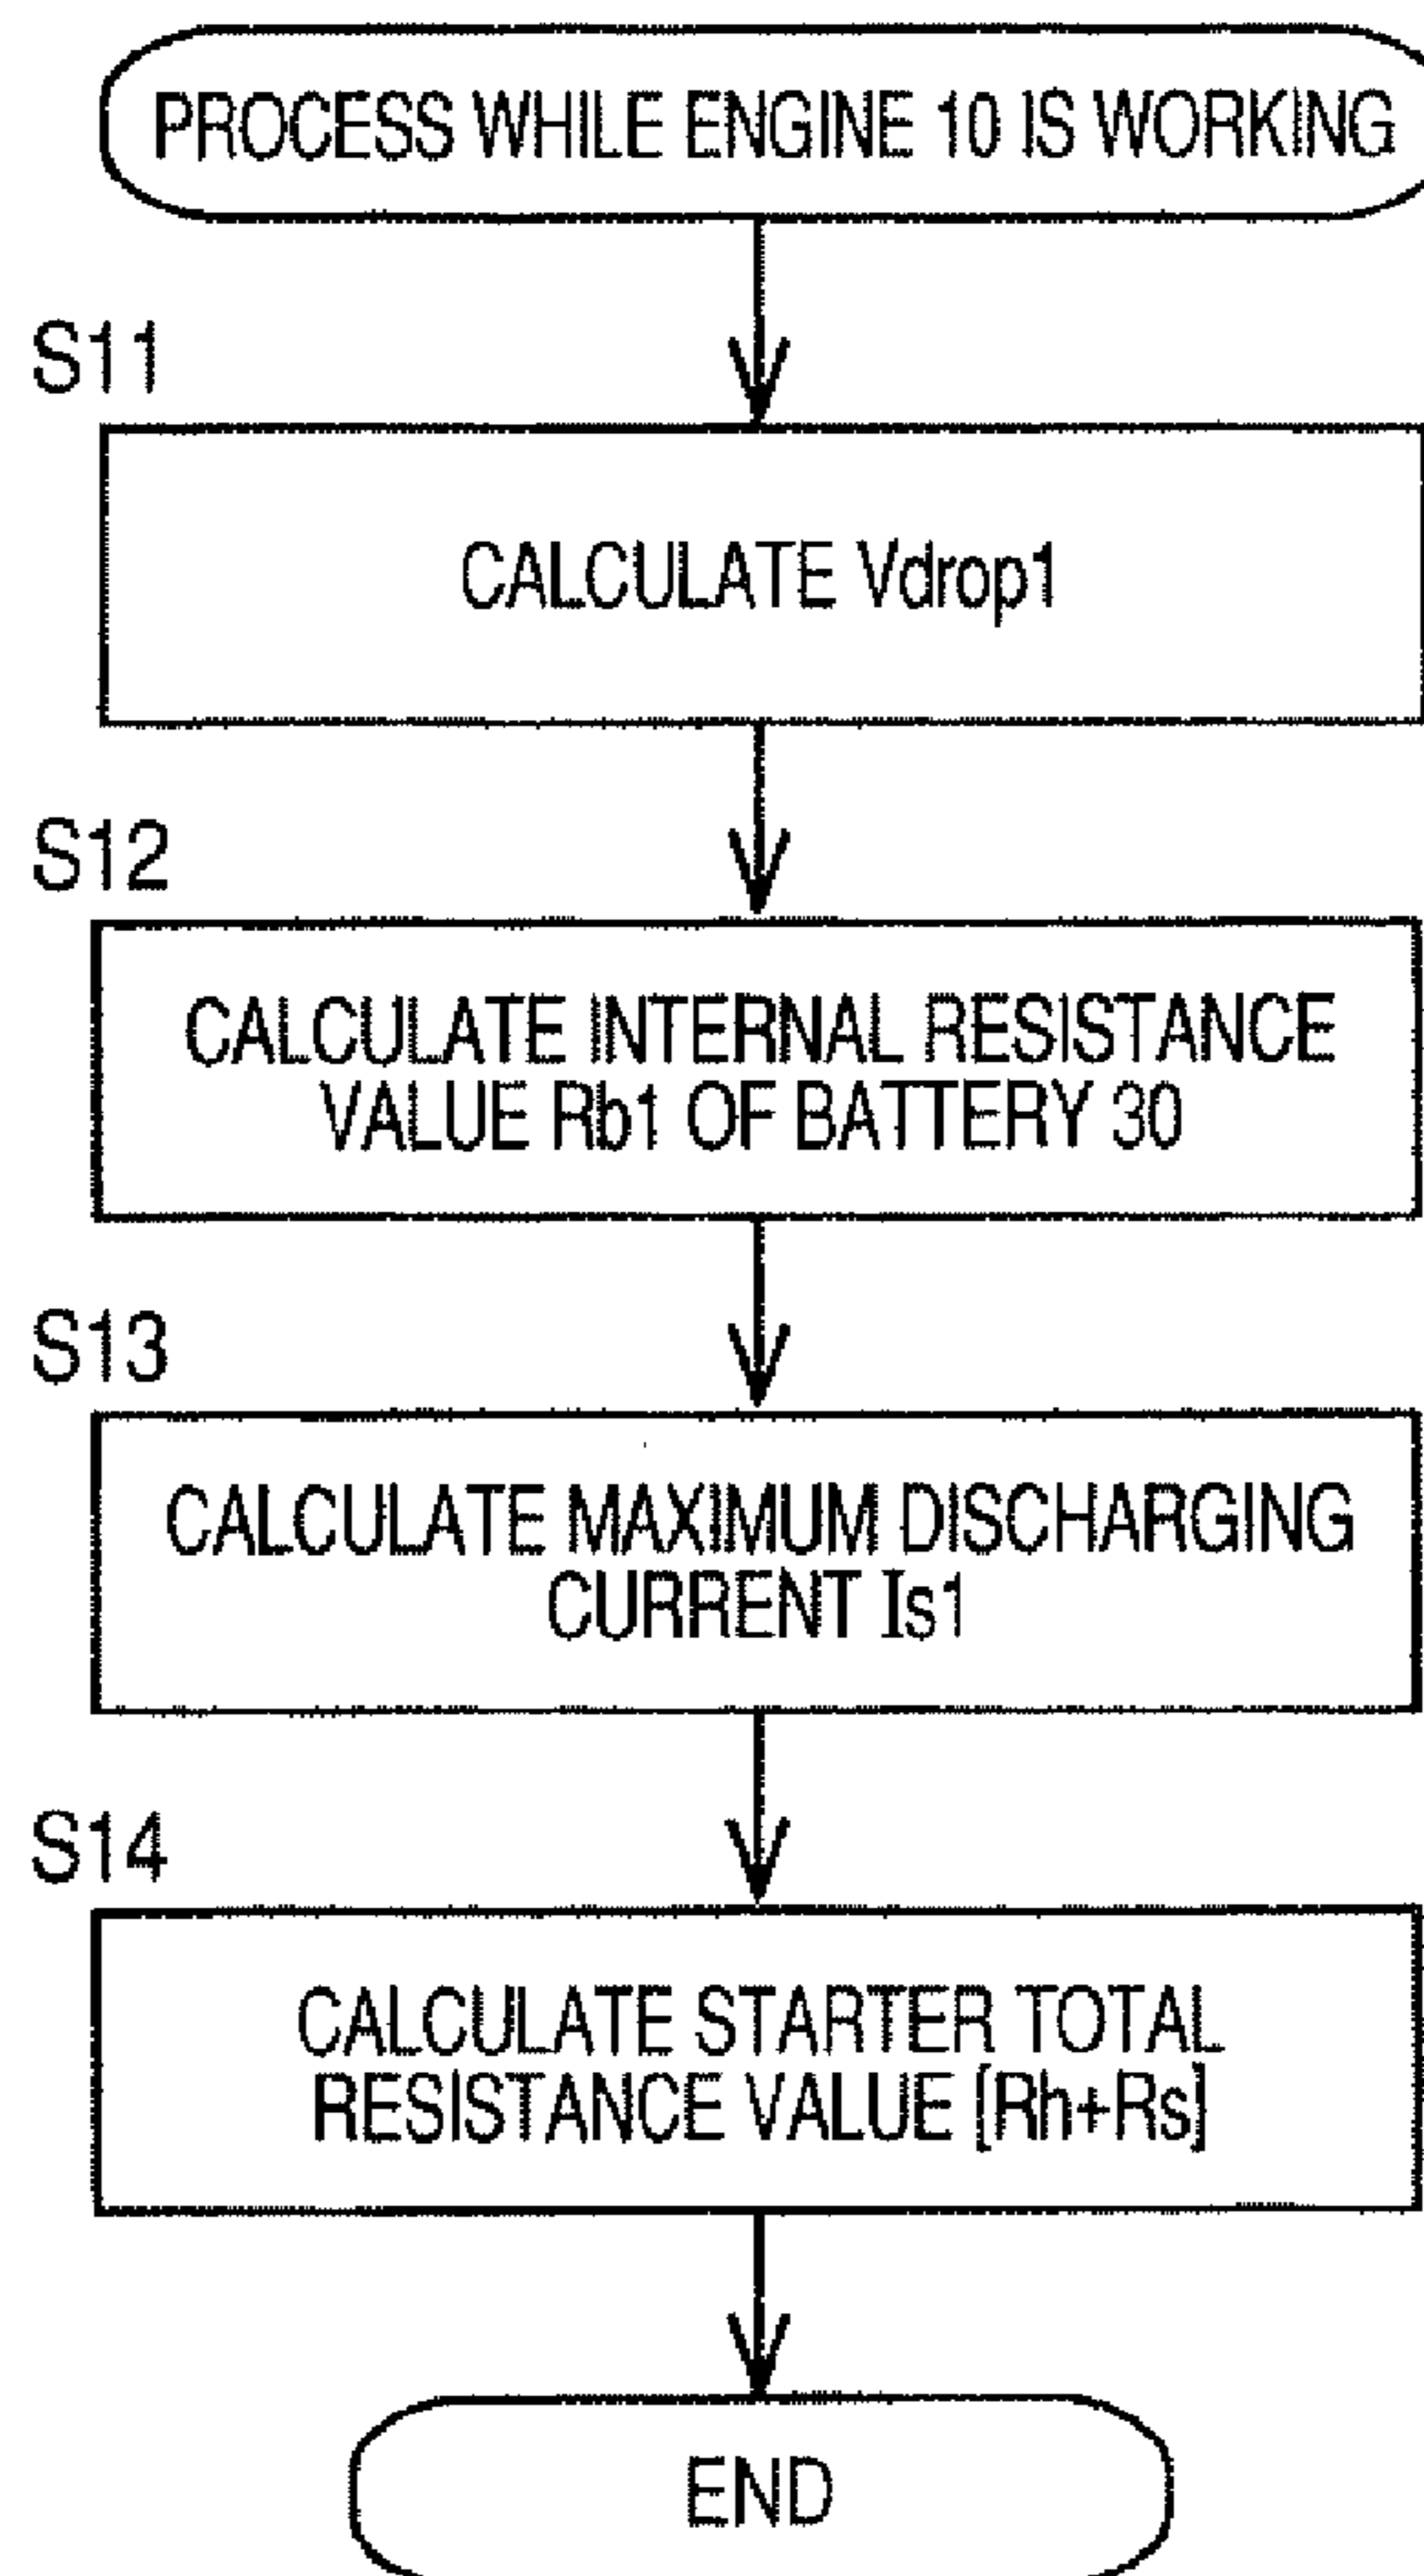 PROCESS WHILE ENGINE 10 IS WORKING
S11
CALCULATE Vdrop1
S12
CALCULATE INTERNAL RESISTANCE
VALUE Rb1 OF BATTERY 30
S13
CALCULATE MAXIMUM DISCHARGING
CURRENT Is1
S14
CALCULATE STARTER TOTAL
RESISTANCE VALUE [Rh+Rs]
END